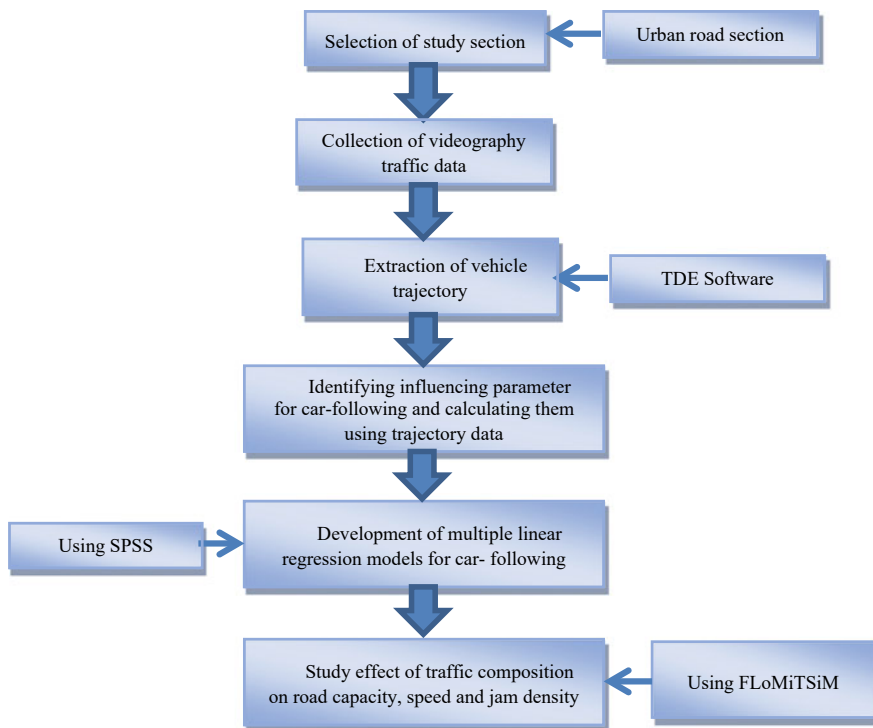 Selection of study section
Urban road section
Collection of videography
traffic data
Extraction of vehicle
trajectory
TDE Software
Identifying influencing parameter
for car-following and calculating them
using trajectory data
Using SPSS
Development of multiple linear
regression models for car- following
Study effect of traffic composition
on road capacity, speed and jam density
Using FLoMiTSiM